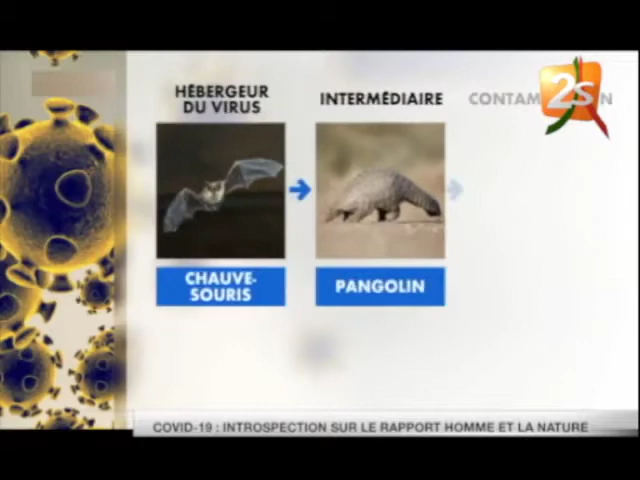 HÉBERGEUR
DU VIRUS
INTERMÉDIAIRE
2s
CHAUVE-
SOURIS
PANGOLIN
COVID-19 : INTROSPECTION SUR LE RAPPORT HOMME ET LA NATURE